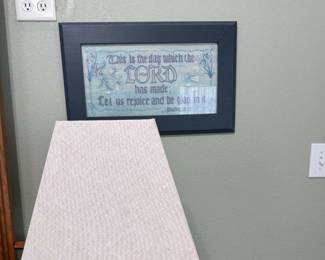 This is the day which the
LORD
has made
Let us rejoice and be glad in it